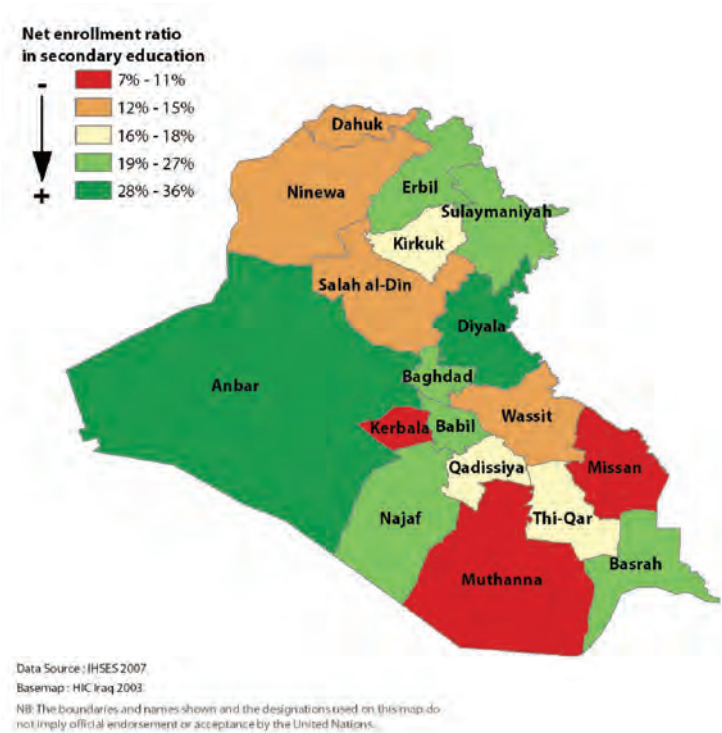 Net enrollment ratio
in secondary education
-
7% - 11%
12% - 15%
16% - 18%
19% - 27%
+
28% - 36%
Dahuk
Ninewa
Erbil
Sulaymaniyah
Kirkuk
Salah al-Din
Diyala
Baghdad
Anbar
Wassit
Kerbala
Babil
Qadissiya
Missan
Najaf
Thi-Qar
Basrah
Muthanna
Data Source : IHSES 2007
Basemap : HIC Iraq 2003
NB: The boundaries and names shown and the designations used on this map do
not imply official endorsement or acceptance by the United Nations.